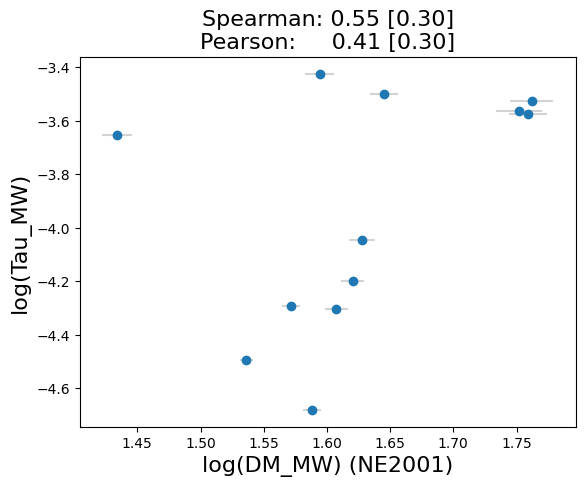 Spearman: 0.55 [0.30]
Pearson: 0.41 [0.30]
−3.4
−3.6
−3.8
−4.0
−4.2
−4.4
−4.6
log(Tau_MW)
1.45 1.50 1.55 1.60 1.65 1.70 1.75
log(DM_MW) (NE2001)